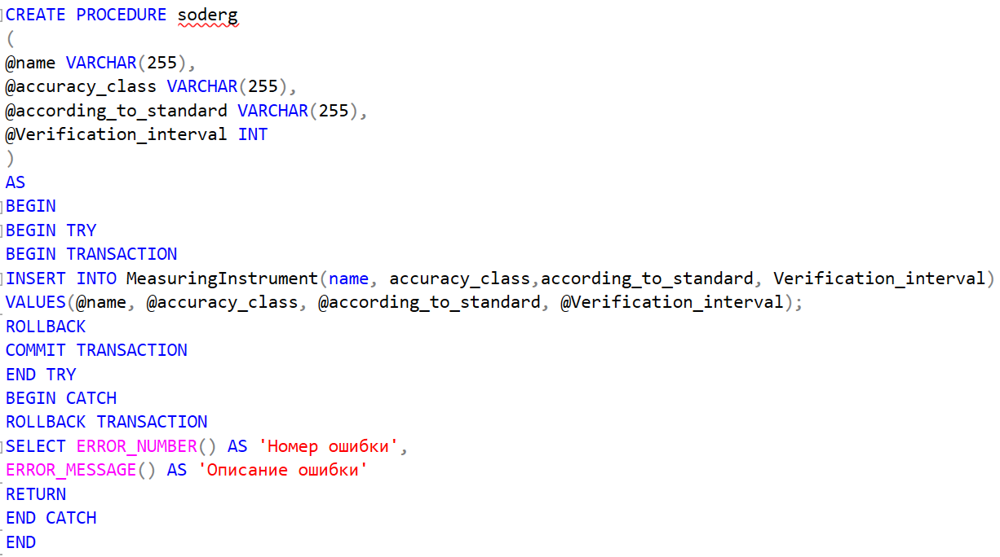 CREATE PROCEDURE soderg
(
@name VARCHAR(255),
@accuracy_class VARCHAR(255),
@according_to_standard VARCHAR(255),
@Verification_interval INT
)
AS
BEGIN
BEGIN TRY
BEGIN TRANSACTION
INSERT INTO MeasuringInstrument(name, accuracy_class,according_to_standard, Verification_interval)
VALUES(@name, @accuracy_class, @according_to_standard, @Verification_interval);
ROLLBACK
COMMIT TRANSACTION
END TRY
BEGIN CATCH
ROLLBACK TRANSACTION
SELECT ERROR_NUMBER() AS 'Номер ошибки',
ERROR_MESSAGE() AS 'Описание ошибки'
RETURN
END CATCH
END